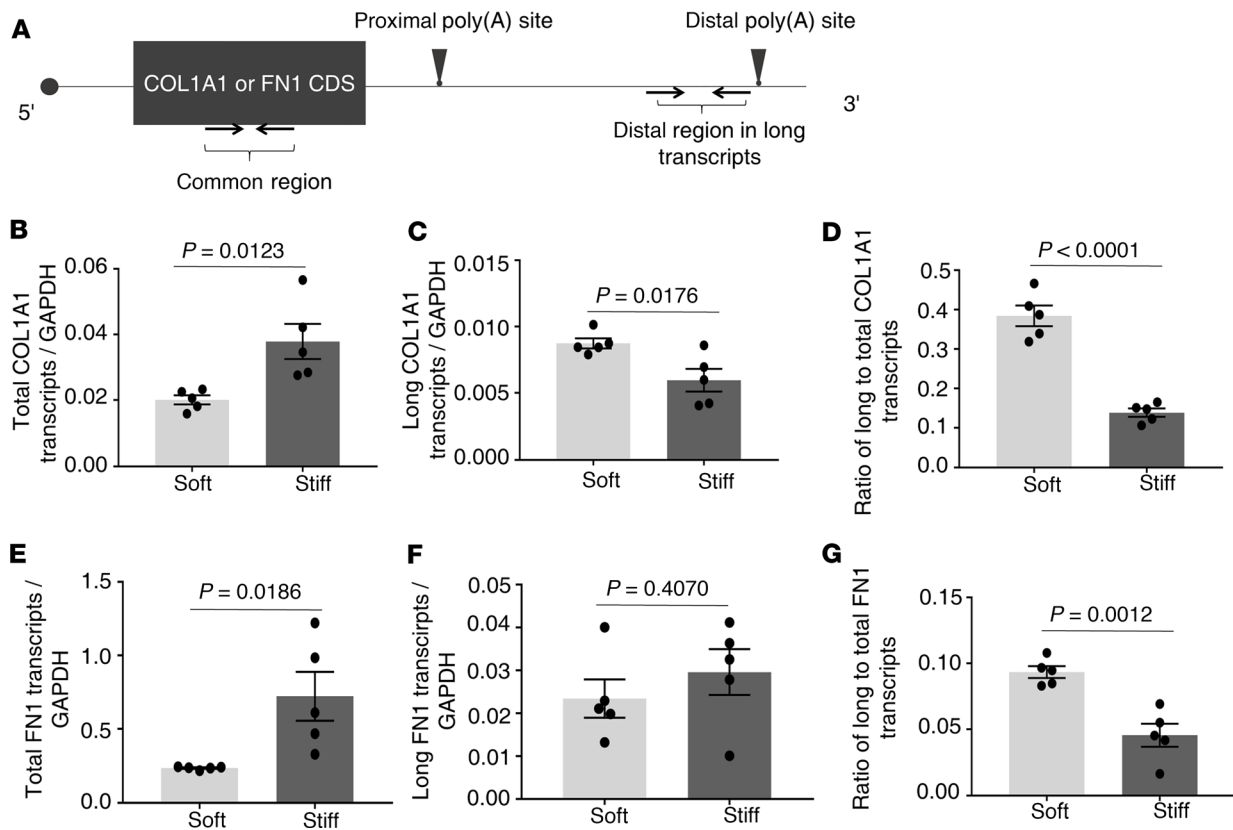 A
Proximal poly(A) site
Distal poly(A) site
COL1A1 or FN1 CDS
5'
3'
Common region
Distal region in long
transcripts
B
Total COL1A1
transcripts / GAPDH
P = 0.0123
0.06
0.04
0.02
0.00
Soft
Stiff
C
Long COL1A1
transcripts / GAPDH
P = 0.0176
0.015
0.010
0.005
0.000
Soft
Stiff
D
Ratio of long to total COL1A1
transcripts
P < 0.0001
0.5
0.4
0.3
0.2
0.1
0.0
Soft
Stiff
E
Total FN1 transcripts /
GAPDH
P = 0.0186
1.5
1.0
0.5
0.0
Soft
Stiff
F
Long FN1 transcirpts /
GAPDH
P = 0.4070
0.05
0.04
0.03
0.02
0.01
0.00
Soft
Stiff
G
Ratio of long to total FN1
transcripts
P = 0.0012
0.15
0.10
0.05
0.00
Soft
Stiff